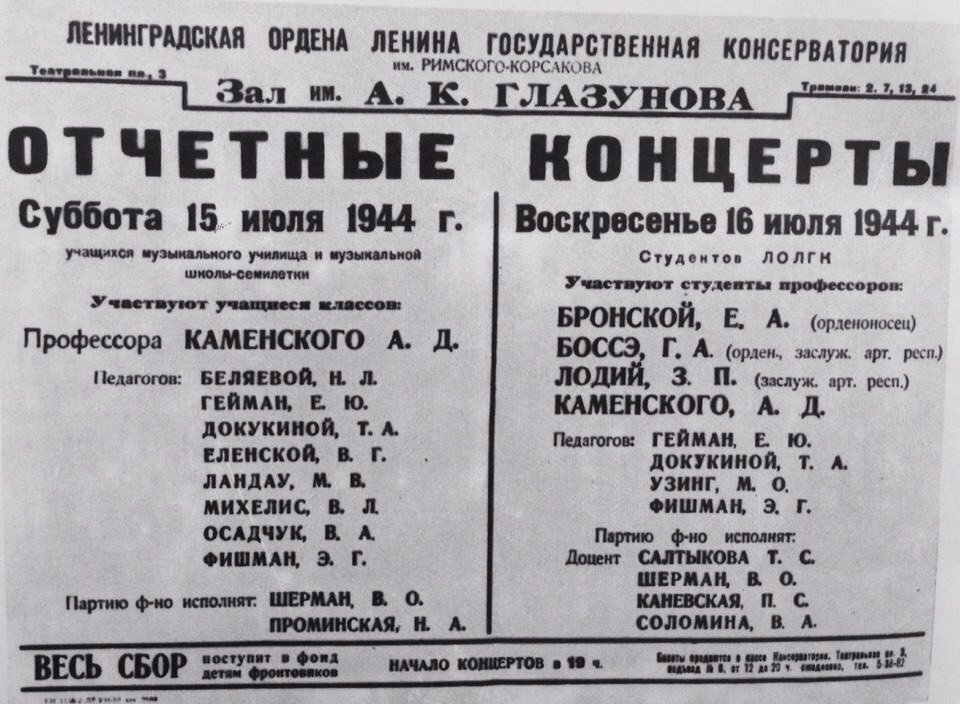 ЛЕНИНГРАДСКАЯ ОРДЕНА ЛЕНИНА ГОСУДАРСТВЕННАЯ КОНСЕРВАТОРИЯ
им. РИМСКОГО-КОРСАКОВА
Театральная пл., 3
Зал им. А. К. ГЛАЗУНОВА
Трамваи: 2, 7, 13, 24
ОТЧЕТНЫЕ КОНЦЕРТЫ
Суббота 15 июля 1944 г.
учащихся музыкального училища и музыкальной
школы-семилетки
Участвуют учащиеся классов:
Профессора КАМЕНСКОГО А. Д.
Педагогов: БЕЛЯЕВОЙ, Н. Л.
ГЕЙМАН, Е. Ю.
ДОКУКИНОЙ, Т. А.
ЕЛЕНСКОЙ, В. Г.
ЛАНДАУ, М. В.
МИХЕЛИС, В. Л.
ОСАДЧУК, В. А.
ФИШМАН, Э. Г.
Партию ф-но исполнят: ШЕРМАН, В. О.
ПРОМИНСКАЯ, Н. А.
Воскресенье 16 июля 1944 г.
Студентов ЛОЛГК
Участвуют студенты профессоров:
БРОНСКОЙ, Е. А. (орденоносец)
БОССЭ, Г. А. (орден., заслуж. арт. респ.)
ЛОДИЙ, З. П. (заслуж. арт. респ.)
КАМЕНСКОГО, А. Д.
Педагогов: ГЕЙМАН, Е. Ю.
ДОКУКИНОЙ, Т. А.
УЗИНГ, М. О.
ФИШМАН, Э. Г.
Партию ф-но исполнят:
Доцент САЛТЫКОВА Т. С.
ШЕРМАН, В. О.
КАНЕВСКАЯ, П. С.
СОЛОМИНА, В. А.
ВЕСЬ СБОР поступит в фонд
детям фронтовиков
НАЧАЛО КОНЦЕРТОВ в 19 ч.
Билеты продаются в кассе Консерватории, Театральная пл. 3,
подъезд № 6, от 12 до 20 ч. ежедневно, тел. 5-38-82